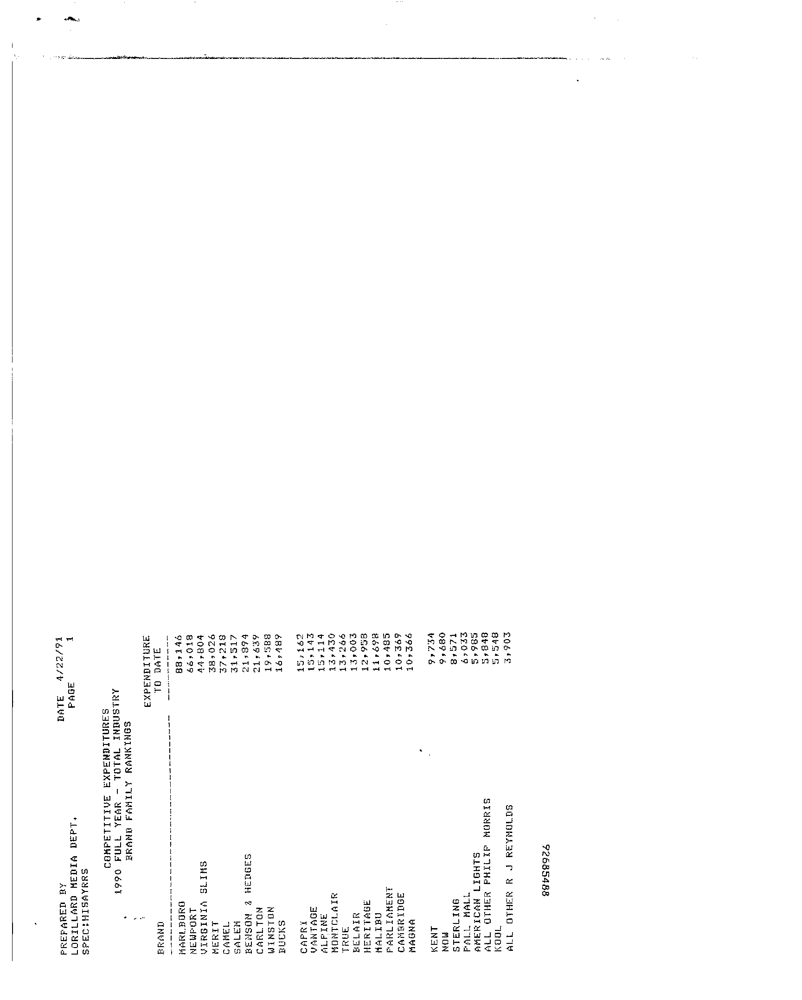 PREPARED BY DATE 4/22/91
LORILLARD MEDIA DEPT. PAGE 1
SPEC:HISAYRRS
COMPETITIVE EXPENDITURES
1990 FULL YEAR - TOTAL INDUSTRY
BRAND FAMILY RANKINGS
EXPENDITURE
BRAND TO DATE
MARLBORO 88,146
NEWPORT 66,018
VIRGINIA SLIMS 44,804
MERIT 38,026
CAMEL 37,218
SALEM 31,517
BENSON & HEDGES 21,894
CARLTON 21,639
WINSTON 19,588
BUCKS 16,489
CAPRI 15,162
VANTAGE 15,143
ALPINE 15,114
MONTCLAIR 13,430
TRUE 13,266
BELAIR 13,003
HERITAGE 12,958
MALIBU 11,698
PARLIAMENT 10,485
CAMBRIDGE 10,369
MAGNA 10,366
KENT 9,734
NOW 9,680
STERLING 8,571
PALL MALL 6,033
AMERICAN LIGHTS 5,985
ALL OTHER PHILIP MORRIS 5,848
KOOL 5,548
ALL OTHER R J REYNOLDS 3,903
92685488